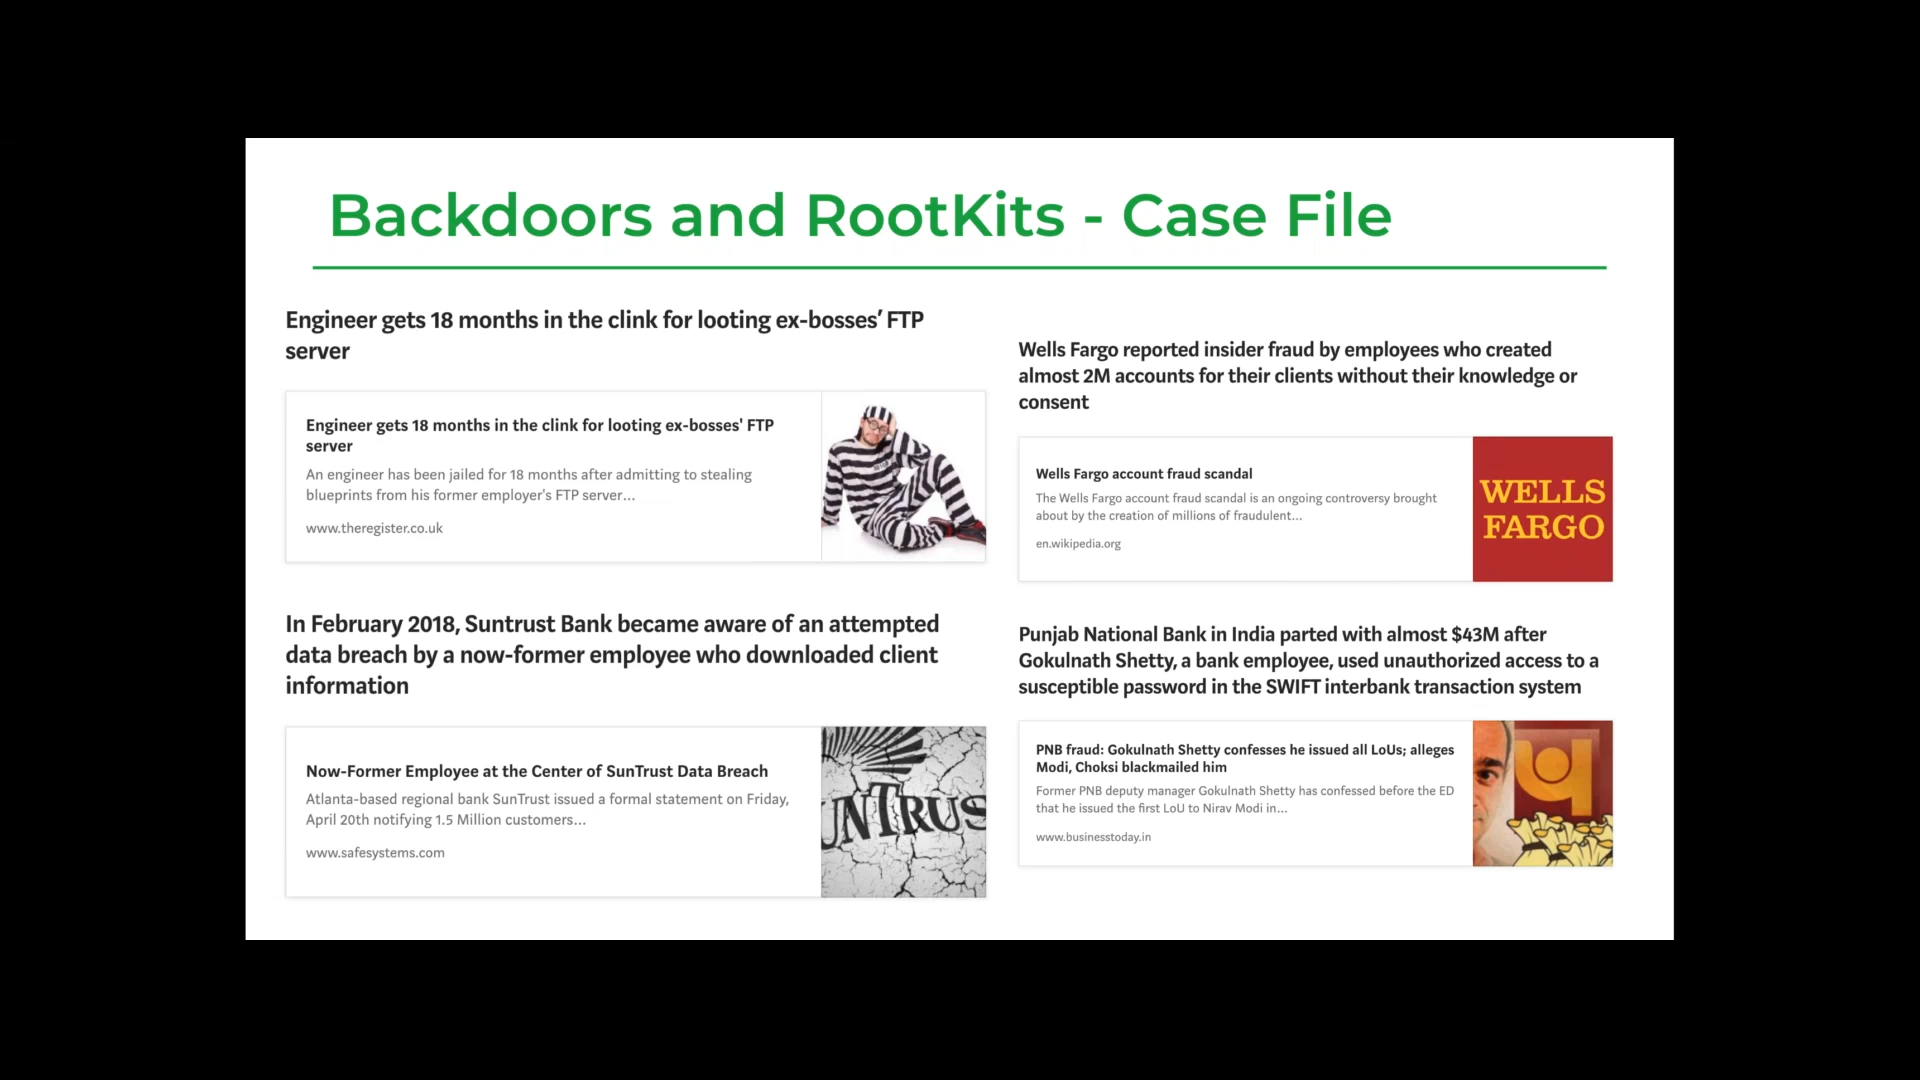 Backdoors and RootKits - Case File
Engineer gets 18 months in the clink for looting ex-bosses’ FTP
server
Engineer gets 18 months in the clink for looting ex-bosses' FTP
server
An engineer has been jailed for 18 months after admitting to stealing
blueprints from his former employer's FTP server...
www.theregister.co.uk
In February 2018, Suntrust Bank became aware of an attempted
data breach by a now-former employee who downloaded client
information
Now-Former Employee at the Center of SunTrust Data Breach
Atlanta-based regional bank SunTrust issued a formal statement on Friday,
April 20th notifying 1.5 Million customers...
www.safesystems.com
UNTRUS
Wells Fargo reported insider fraud by employees who created
almost 2M accounts for their clients without their knowledge or
consent
Wells Fargo account fraud scandal
The Wells Fargo account fraud scandal is an ongoing controversy brought
about by the creation of millions of fraudulent...
en.wikipedia.org
WELLS
FARGO
Punjab National Bank in India parted with almost $43M after
Gokulnath Shetty, a bank employee, used unauthorized access to a
susceptible password in the SWIFT interbank transaction system
PNB fraud: Gokulnath Shetty confesses he issued all LoUs; alleges
Modi, Choksi blackmailed him
Former PNB deputy manager Gokulnath Shetty has confessed before the ED
that he issued the first LoU to Nirav Modi in...
www.businesstoday.in